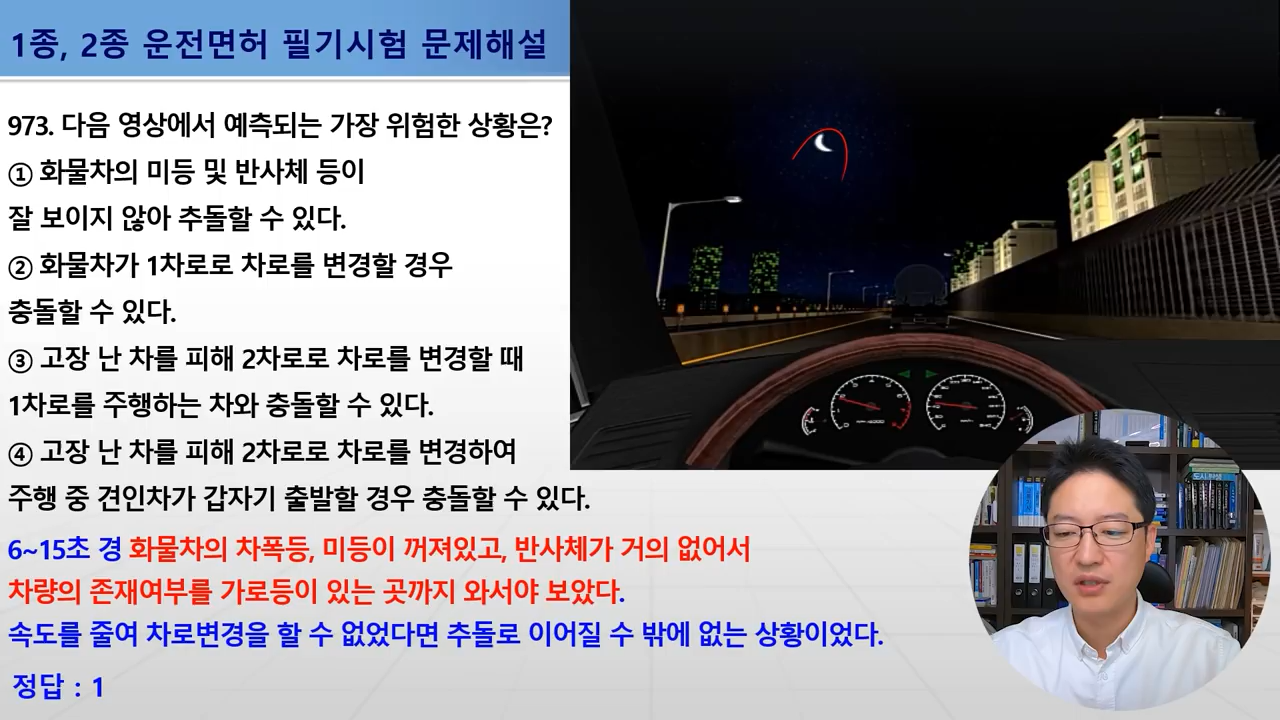 1종, 2종 운전면허 필기시험 문제해설
973. 다음 영상에서 예측되는 가장 위험한 상황은?
① 화물차의 미등 및 반사체 등이
잘 보이지 않아 추돌할 수 있다.
② 화물차가 1차로로 차로를 변경할 경우
충돌할 수 있다.
③ 고장 난 차를 피해 2차로로 차로를 변경할 때
1차로를 주행하는 차와 충돌할 수 있다.
④ 고장 난 차를 피해 2차로로 차로를 변경하여
주행 중 견인차가 갑자기 출발할 경우 충돌할 수 있다.
6~15초 경 화물차의 차폭등, 미등이 꺼져있고, 반사체가 거의 없어서
차량의 존재여부를 가로등이 있는 곳까지 와서야 보았다.
속도를 줄여 차로변경을 할 수 없었다면 추돌로 이어질 수 밖에 없는 상황이었다.
정답 : 1